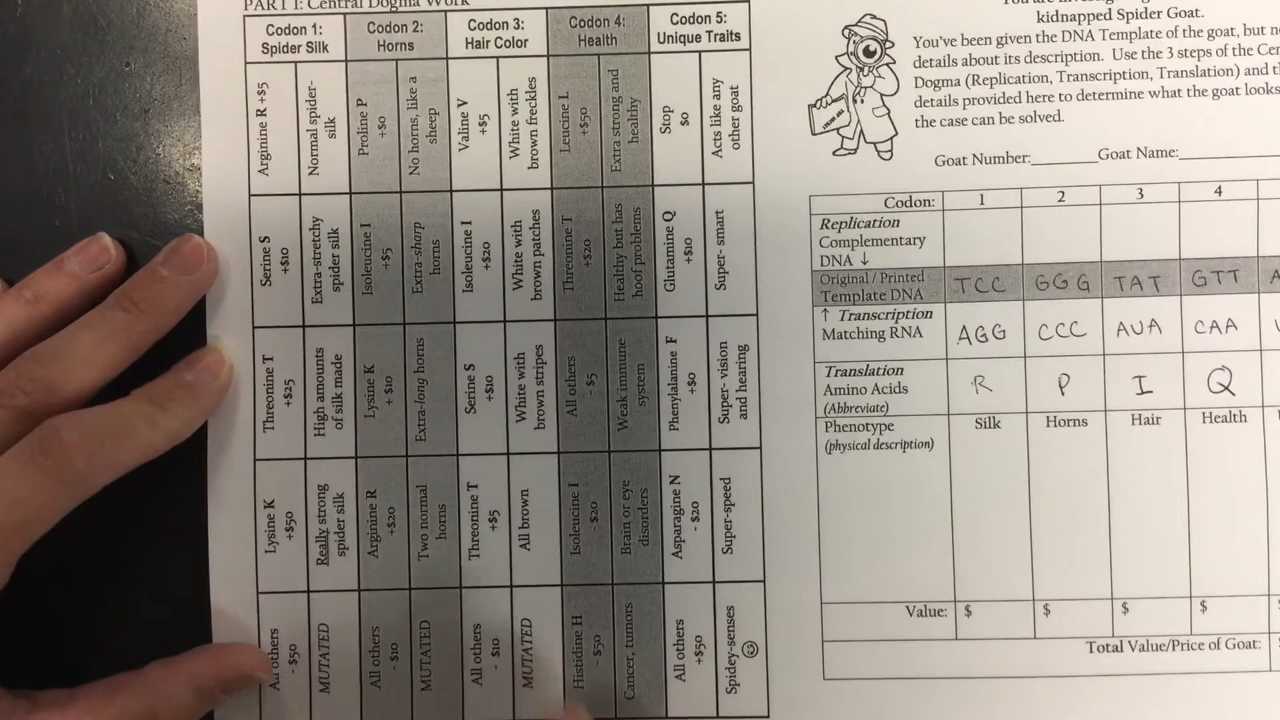 PART I: Central Dogma Work
Codon 1:
Spider Silk
Codon 2:
Horns
Codon 3:
Hair Color
Codon 4:
Health
Codon 5:
Unique Traits
Arginine R +$5
Normal spider-
silk
Proline P
+$0
No horns, like a
sheep
Valine V
+$5
White with
brown freckles
Leucine L
+$50
Extra strong and
healthy
Stop
$0
Acts like any
other goat
Serine S
+$10
Extra-stretchy
spider silk
Isoleucine I
+$5
Extra-sharp
horns
Isoleucine I
+$20
White with
brown patches
Threonine T
+$20
Healthy but has
hoof problems
Glutamine Q
+$10
Super- smart
Threonine T
+$25
High amounts
of silk made
Lysine K
+ $10
Extra-long horns
Serine S
+$10
White with
brown stripes
All others
- $5
Weak immune
system
Phenylalanine F
+$0
Super- vision
and hearing
Lysine K
+$50
Really strong
spider silk
Arginine R
+$20
Two normal
horns
Threonine T
+$5
All brown
Isoleucine I
- $20
Brain or eye
disorders
Asparagine N
- $20
Super-speed
All others
- $50
MUTATED
All others
- $10
MUTATED
All others
- $10
MUTATED
Histidine H
- $50
Cancer, tumors
All others
+$50
Spidey-senses
kidnapped Spider Goat.
You've been given the DNA Template of the goat, but
details about its description. Use the 3 steps of the
Dogma (Replication, Transcription, Translation) and
details provided here to determine what the goat looks
the case can be solved.
Goat Number:_______Goat Name:
Codon: 1 2 3 4
Replication
Complementary
DNA ↓
Original / Printed
Template DNA TCC GGG TAT GTT A
↑ Transcription
Matching RNA AGG CCC AUA CAA
Translation
Amino Acids
(Abbreviate) R P I Q
Phenotype
(physical description) Silk Horns Hair Health
Value: $ $ $ $
Total Value/Price of Goat: